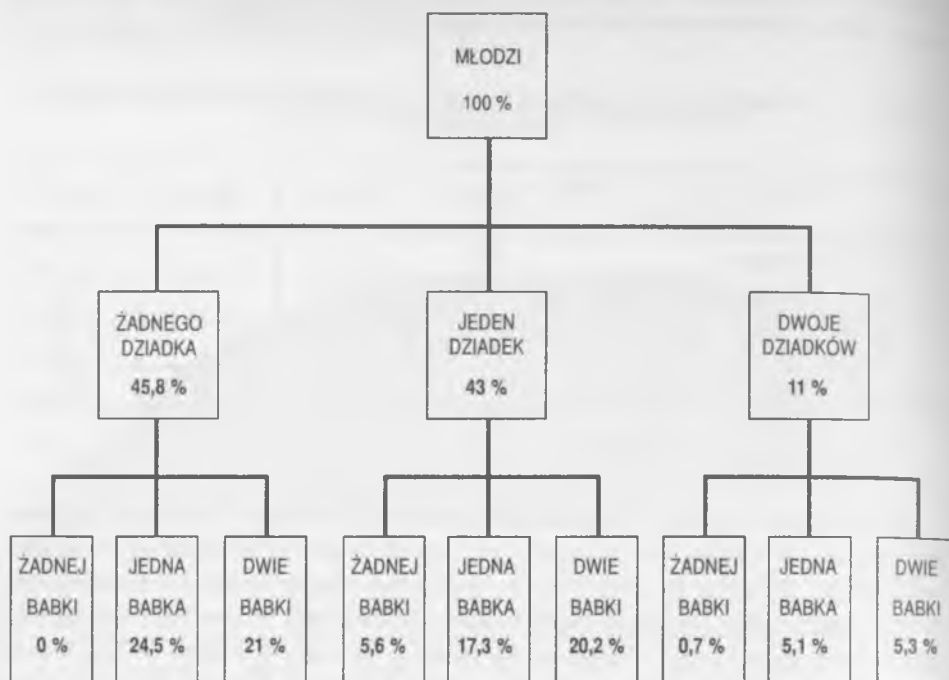 MŁODZI
100 %
ŻADNEGO
DZIADKA
45,8 %
JEDEN
DZIADEK
43 %
DWOJE
DZIADKÓW
11 %
ŻADNEJ
BABKI
0 %
JEDNA
BABKA
24,5 %
DWIE
BABKI
21 %
ŻADNEJ
BABKI
5,6 %
JEDNA
BABKA
17,3 %
DWIE
BABKI
20,2 %
ŻADNEJ
BABKI
0,7 %
JEDNA
BABKA
5,1 %
DWIE
BABKI
5,3 %